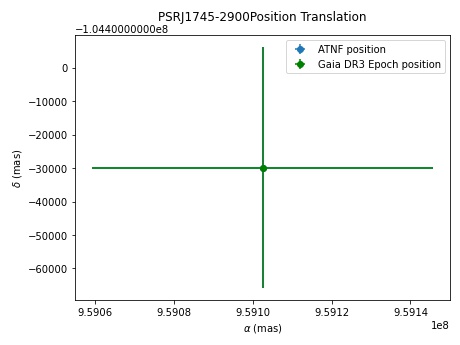 PSRJ1745-2900Position Translation
−1.0440000000e8
ATNF position
Gaia DR3 Epoch position
0
−10000
−20000
−30000
−40000
−50000
−60000
δ (mas)
9.5906 9.5908 9.5910 9.5912 9.5914
1e8
α (mas)